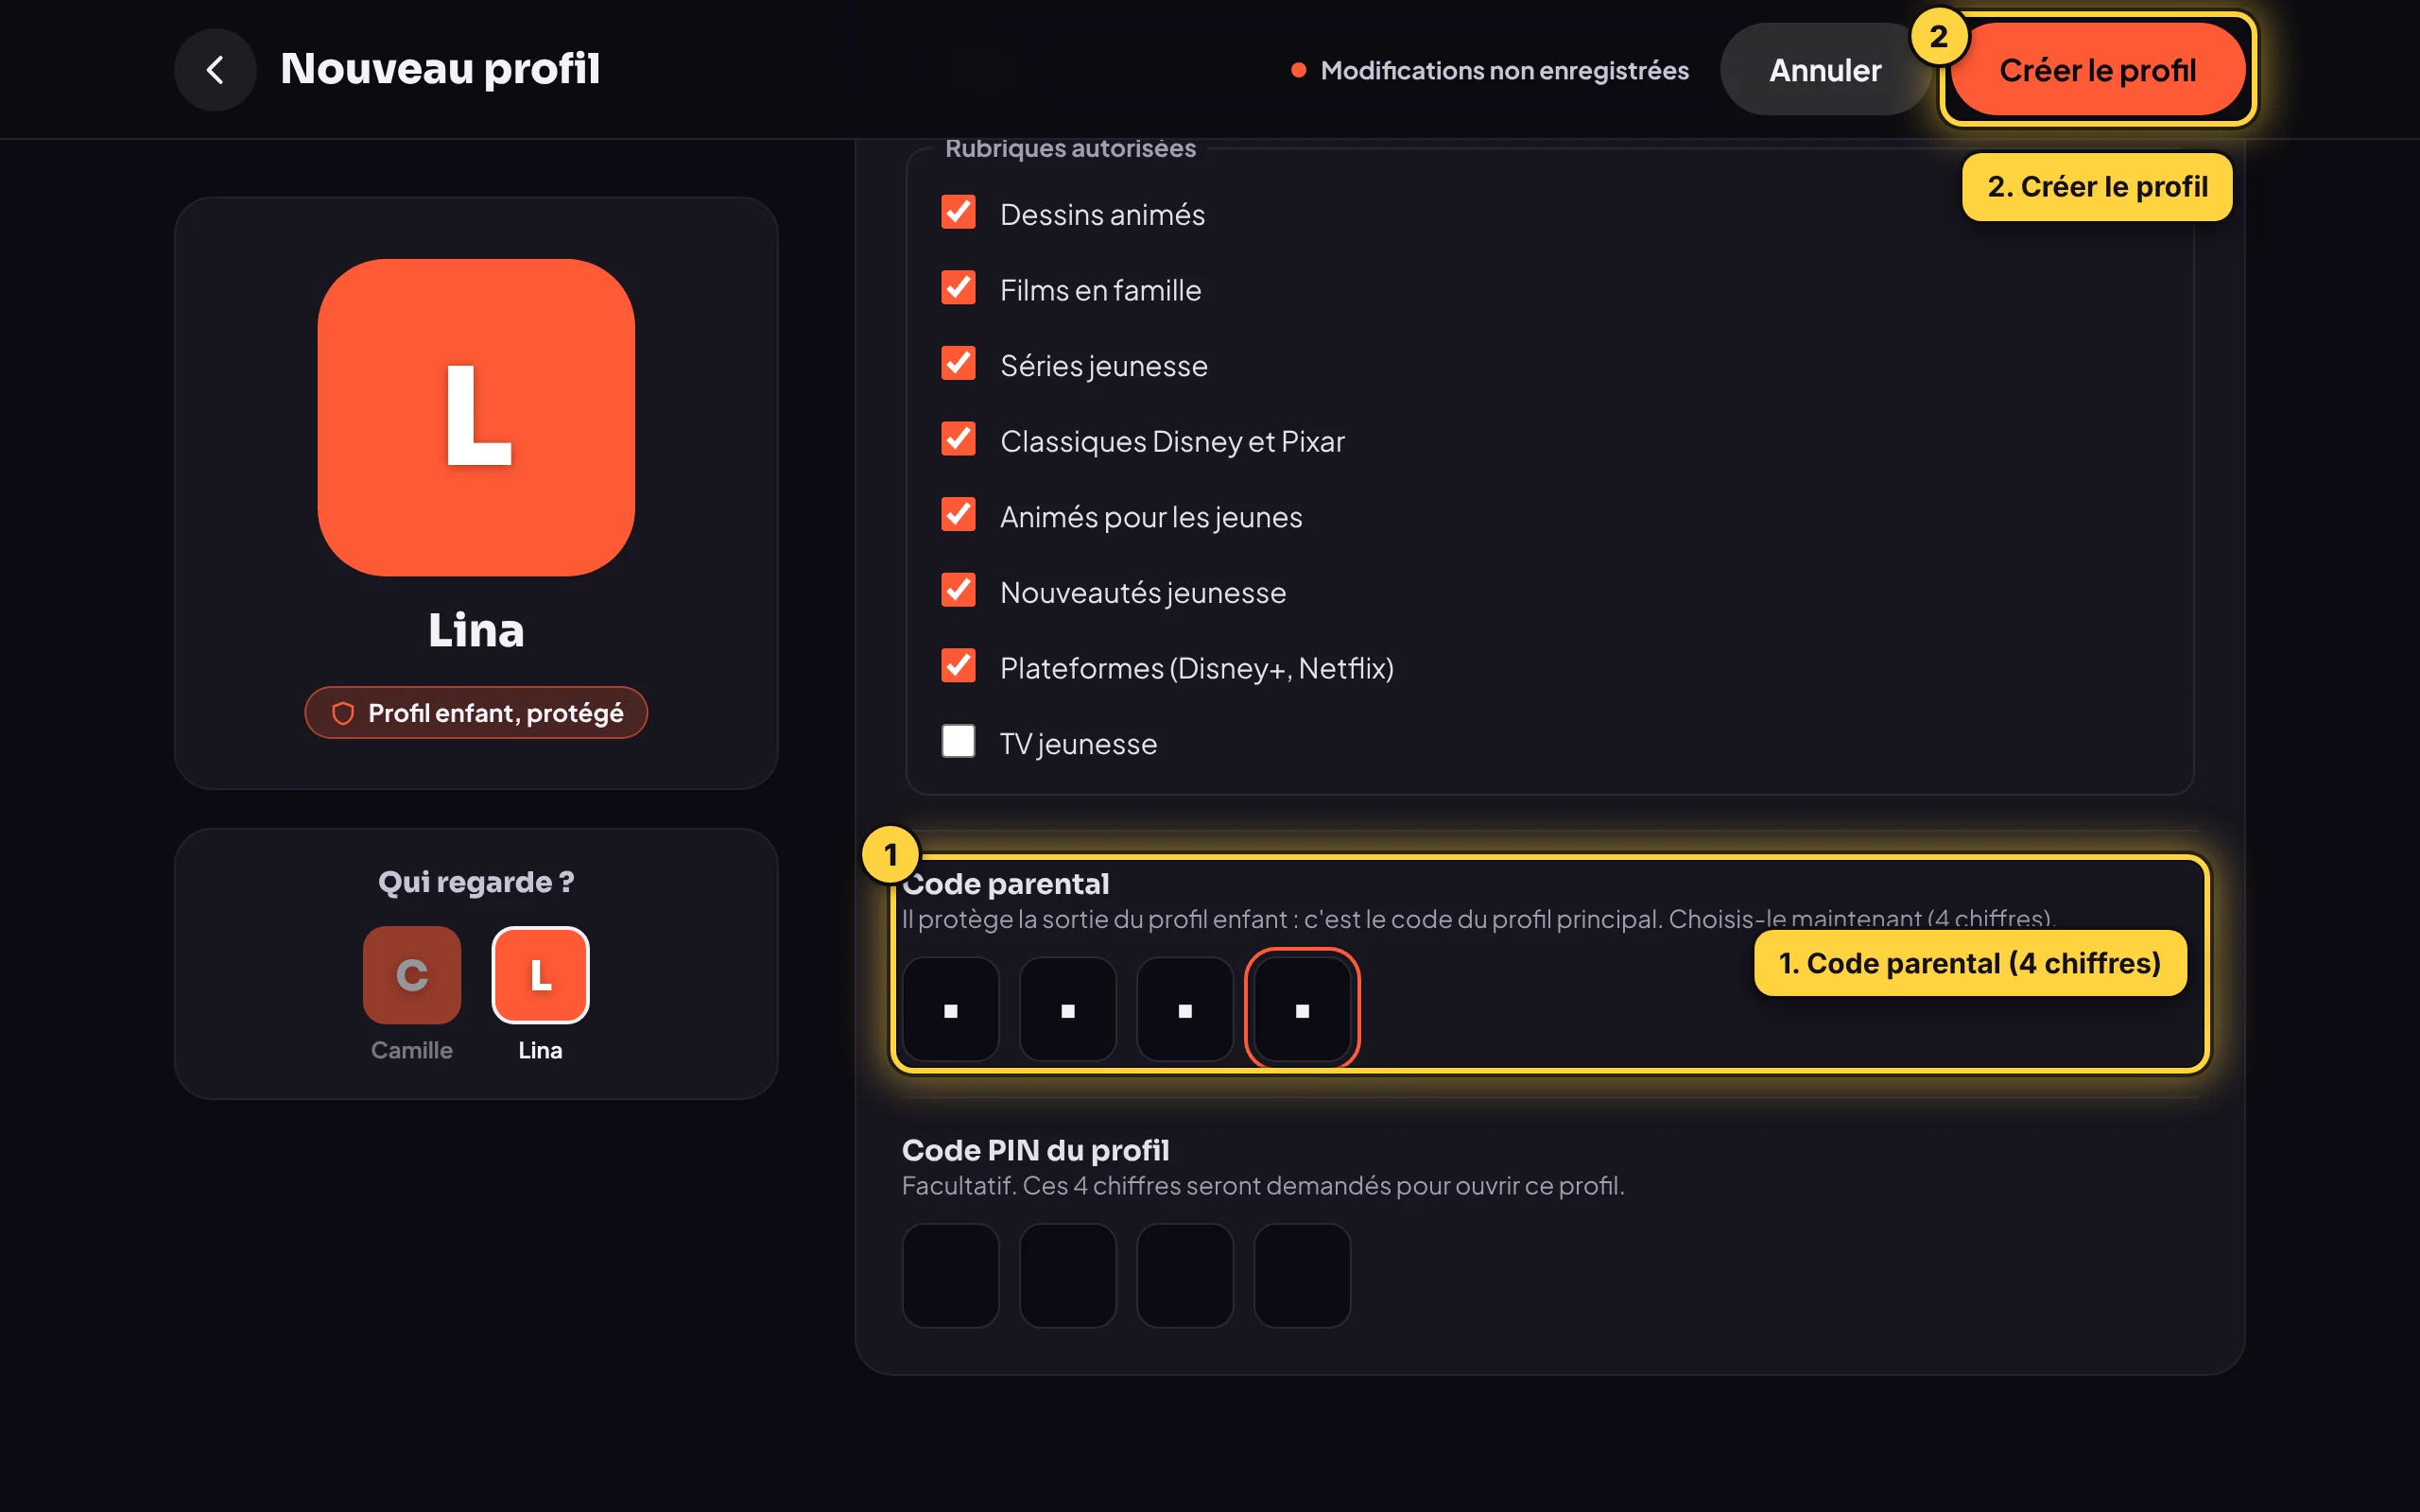 Nouveau profil
Modifications non enregistrées
Annuler
2
Créer le profil
2. Créer le profil
L
Lina
Profil enfant, protégé
Qui regarde ?
C
L
Camille
Lina
Rubriques autorisées
Dessins animés
Films en famille
Séries jeunesse
Classiques Disney et Pixar
Animés pour les jeunes
Nouveautés jeunesse
Plateformes (Disney+, Netflix)
TV jeunesse
1
Code parental
Il protège la sortie du profil enfant : c'est le code du profil principal. Choisis-le maintenant (4 chiffres).
1. Code parental (4 chiffres)
Code PIN du profil
Facultatif. Ces 4 chiffres seront demandés pour ouvrir ce profil.